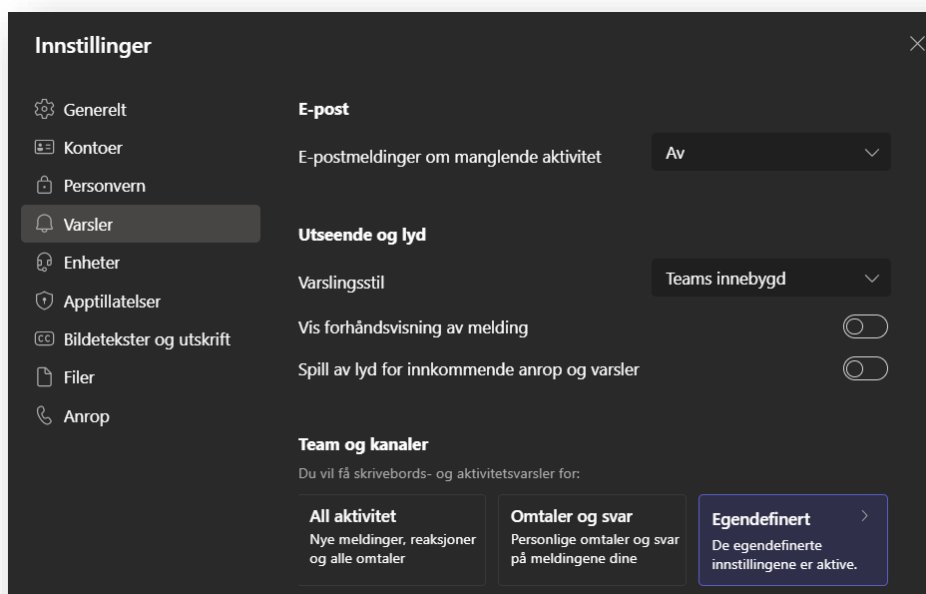 Innstillinger
Generelt
Kontoer
Personvern
Varsler
Enheter
Apptillatelser
CC Bildetekster og utskrift
Filer
Anrop
E-post
E-postmeldinger om manglende aktivitet
Av
Utseende og lyd
Varslingsstil
Teams innebygd
Vis forhåndsvisning av melding
Spill av lyd for innkommende anrop og varsler
Team og kanaler
Du vil få skrivebords- og aktivitetsvarsler for:
All aktivitet
Nye meldinger, reaksjoner
og alle omtaler
Omtaler og svar
Personlige omtaler og svar
på meldingene dine
Egendefinert
De egendefinerte
innstillingene er aktive.